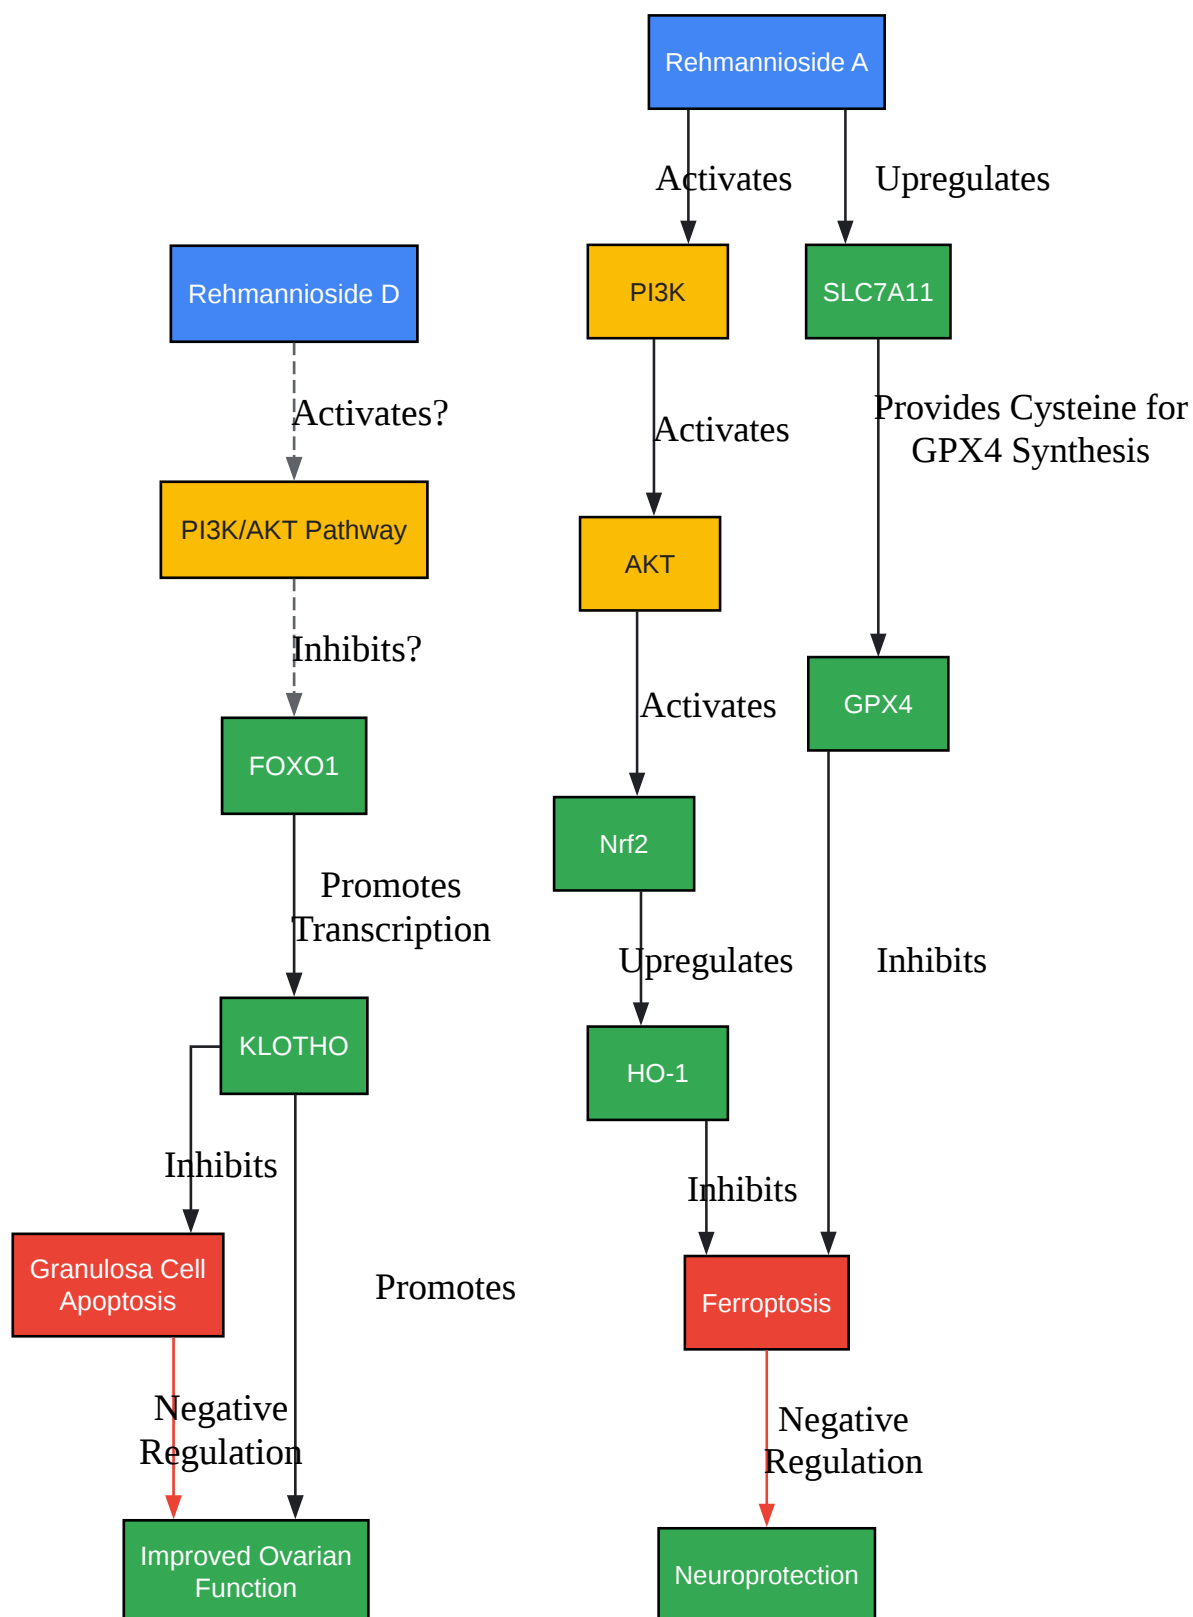 Rehmannioside A
Activates
Upregulates
Rehmannioside D
PI3K
SLC7A11
Activates?
Activates
Provides Cysteine for
GPX4 Synthesis
PI3K/AKT Pathway
AKT
Inhibits?
Activates
GPX4
FOXO1
Nrf2
Promotes
Transcription
Upregulates
Inhibits
KLOTHO
HO-1
Inhibits
Inhibits
Granulosa Cell
Apoptosis
Promotes
Ferroptosis
Negative
Regulation
Negative
Regulation
Improved Ovarian
Function
Neuroprotection